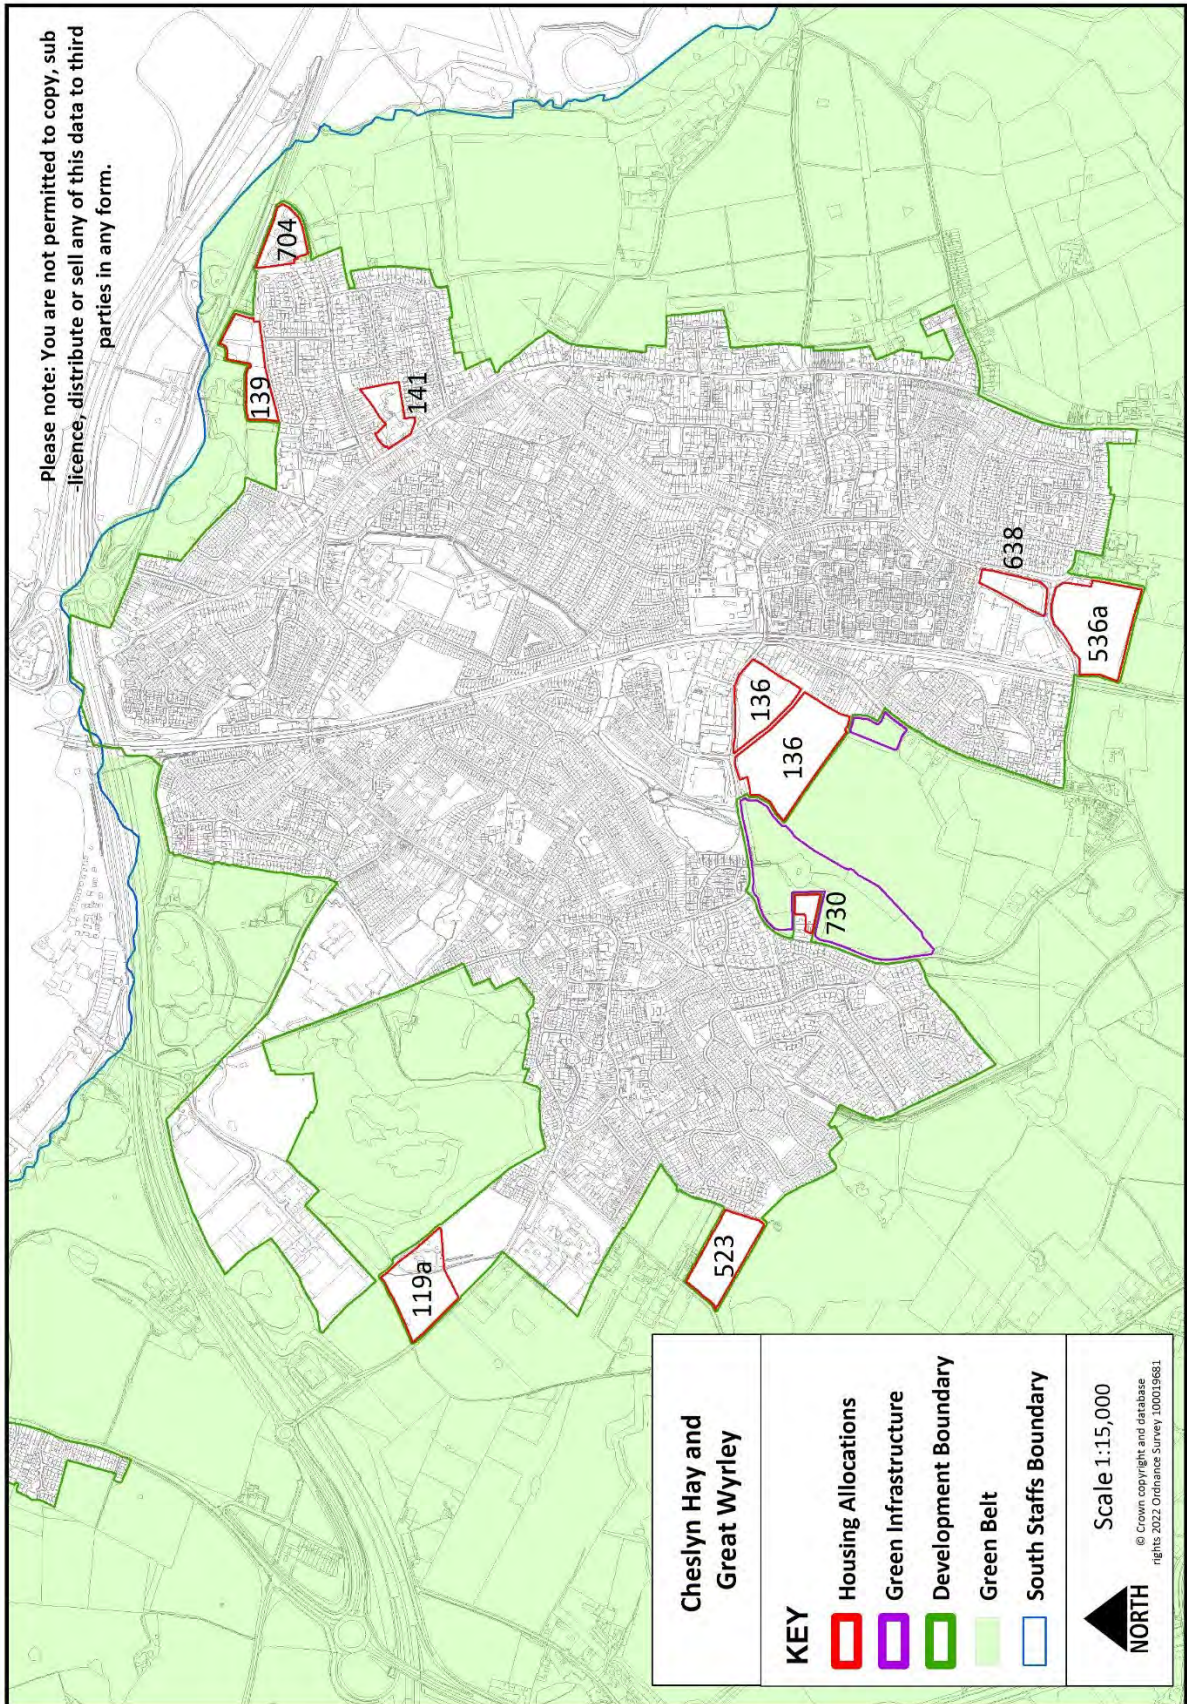 Please note: You are not permitted to copy, sub
-licence, distribute or sell any of this data to third
parties in any form.
704
139
141
638
536a
136
136
730
523
119a
Cheslyn Hay and
Great Wyrley
KEY
Housing Allocations
Green Infrastructure
Development Boundary
Green Belt
South Staffs Boundary
NORTH
Scale 1:15,000
© Crown copyright and database
rights 2022 Ordnance Survey 100019681